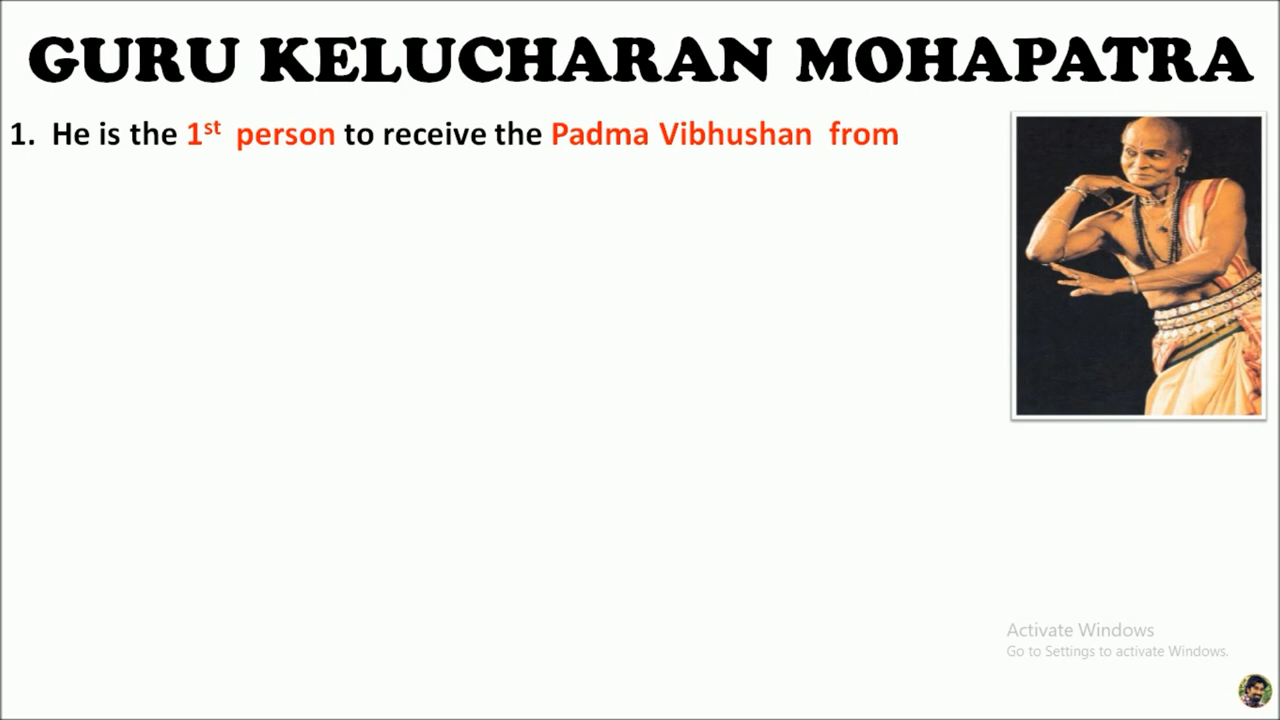 GURU KELUCHARAN MOHAPATRA
1. He is the 1st person to receive the Padma Vibhushan from
Activate Windows
Go to Settings to activate Windows.